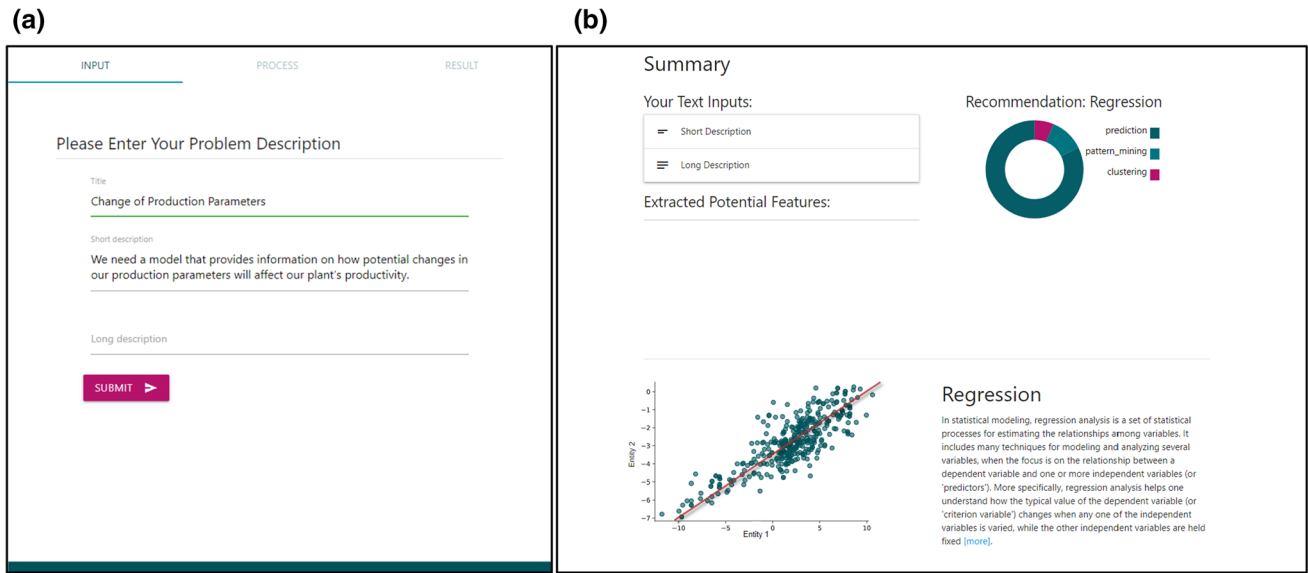 (a)
INPUT PROCESS RESULT
Please Enter Your Problem Description
Title
Change of Production Parameters
Short description
We need a model that provides information on how potential changes in
our production parameters will affect our plant's productivity.
Long description
SUBMIT
(b)
Summary
Your Text Inputs:
Short Description
Long Description
Extracted Potential Features:
Recommendation: Regression
prediction
pattern_mining
clustering
0
−1
−2
−3
−4
−5
−6
−7
Entity 2
−10 −5 0 5 10
Entity 1
Regression
In statistical modeling, regression analysis is a set of statistical
processes for estimating the relationships among variables. It
includes many techniques for modeling and analyzing several
variables, when the focus is on the relationship between a
dependent variable and one or more independent variables (or
'predictors'). More specifically, regression analysis helps one
understand how the typical value of the dependent variable (or
'criterion variable') changes when any one of the independent
variables is varied, while the other independent variables are held
fixed [more].